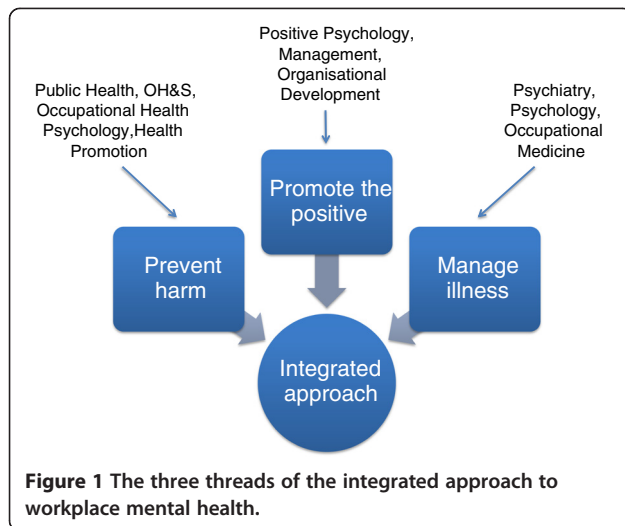 Positive Psychology,
Management,
Organisational
Development
Public Health, OH&S,
Occupational Health
Psychology,Health
Promotion
Psychiatry,
Psychology,
Occupational
Medicine
Promote the
positive
Prevent
harm
Manage
illness
Integrated
approach
Figure 1 The three threads of the integrated approach to
workplace mental health.